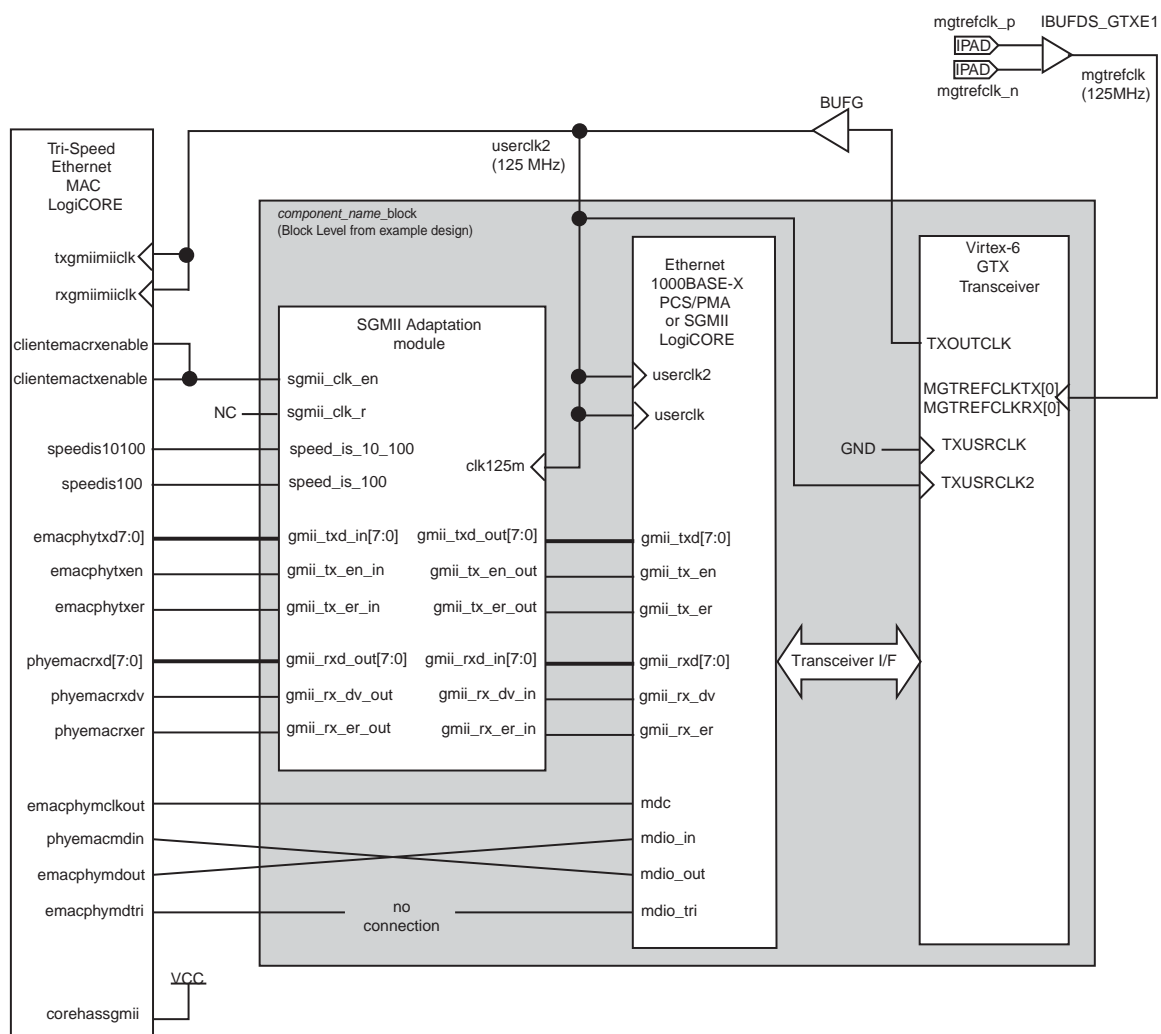 mgtrefclk_p
IBUFDS_GTXE1
IPAD
IPAD
mgtrefclk_n
mgtrefclk
(125MHz)
BUFG
userclk2
(125 MHz)
Tri-Speed
Ethernet
MAC
LogiCORE
txgmiimiiclk
rxgmiimiiclk
clientemacrxenable
clientemactxenable
speedis10100
speedis100
emacphytxd7:0]
emacphytxen
emacphytxer
phyemacrxd[7:0]
phyemacrxdv
phyemacrxer
emacphymclkout
phyemacmdin
emacphymdout
emacphymdtri
corehassgmii
VCC
component_name_block
(Block Level from example design)
SGMII Adaptation
module
sgmii_clk_en
NC
sgmii_clk_r
speed_is_10_100
speed_is_100
clk125m
gmii_txd_in[7:0]
gmii_txd_out[7:0]
gmii_tx_en_in
gmii_tx_en_out
gmii_tx_er_in
gmii_tx_er_out
gmii_rxd_out[7:0]
gmii_rxd_in[7:0]
gmii_rx_dv_out
gmii_rx_dv_in
gmii_rx_er_out
gmii_rx_er_in
no
connection
Ethernet
1000BASE-X
PCS/PMA
or SGMII
LogiCORE
userclk2
userclk
gmii_txd[7:0]
gmii_tx_en
gmii_tx_er
gmii_rxd[7:0]
gmii_rx_dv
gmii_rx_er
mdc
mdio_in
mdio_out
mdio_tri
Transceiver I/F
Virtex-6
GTX
Transceiver
TXOUTCLK
MGTREFCLKTX[0]
MGTREFCLKRX[0]
GND
TXUSRCLK
TXUSRCLK2